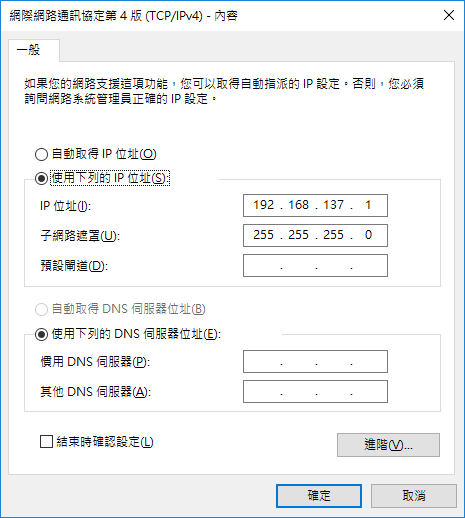 網際網路通訊協定第 4 版 (TCP/IPv4) - 內容
一般
如果您的網路支援這項功能，您可以取得自動指派的 IP 設定。否則，您必須
詢問網路系統管理員正確的 IP 設定。
自動取得 IP 位址(O)
使用下列的 IP 位址(S):
IP 位址(I): 192 . 168 . 137 . 1
子網路遮罩(U): 255 . 255 . 255 . 0
預設閘道(D): . . .
自動取得 DNS 伺服器位址(B)
使用下列的 DNS 伺服器位址(E):
慣用 DNS 伺服器(P): . . .
其他 DNS 伺服器(A): . . .
結束時確認設定(L)
進階(V)...
確定 取消